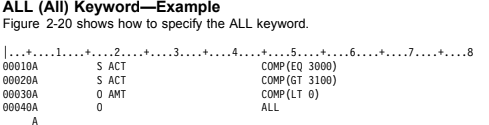 ALL (All) Keyword—Example
Figure 2-20 shows how to specify the ALL keyword.
|...+....1....+....2....+....3....+....4....+....5....+....6....+....7....+....8
00010A          S ACT                     COMP(EQ 3000)
00020A          S ACT                     COMP(GT 3100)
00030A          O AMT                     COMP(LT 0)
00040A          O                         ALL
     A